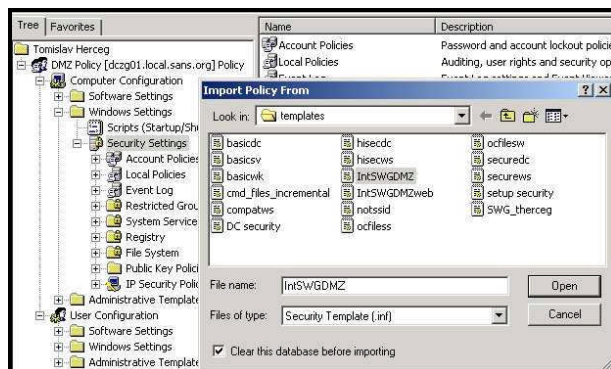 Tree Favorites
Name Description
Tomislav Herceg
DMZ Policy [dczg01.local.sans.org] Policy
Computer Configuration
Software Settings
Windows Settings
Scripts (Startup/Sh
Security Settings
Account Policies
Local Policies
Event Log
Restricted Grou
System Service
Registry
File System
Public Key Polici
IP Security Polic
Administrative Template
User Configuration
Software Settings
Windows Settings
Administrative Template
Account Policies Password and account lockout policie
Local Policies Auditing, user rights and security op
Import Policy From
Look in: templates
basicdc
basicsv
basicwk
cmd_files_incremental
compatws
DC security
hisecdc
hisecws
IntSWGDMZ
IntSWGDMZweb
notssid
ocfiless
ocfilesw
securedc
securews
setup security
SWG_therceg
File name: IntSWGDMZ Open
Files of type: Security Template (.inf) Cancel
Clear this database before importing